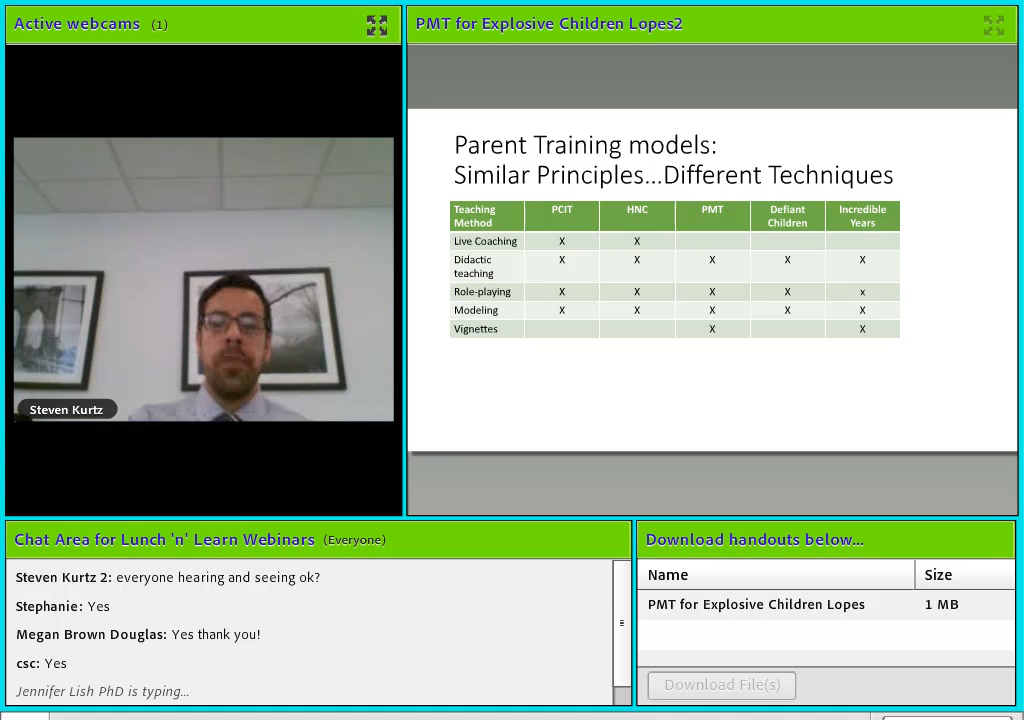 Active webcams (1)
Steven Kurtz
PMT for Explosive Children Lopes2
Parent Training models:
Similar Principles...Different Techniques
Teaching Method PCIT HNC PMT Defiant Children Incredible Years
Live Coaching X X
Didactic teaching X X X X X
Role-playing X X X X x
Modeling X X X X X
Vignettes X X
Chat Area for Lunch 'n' Learn Webinars (Everyone)
Steven Kurtz 2: everyone hearing and seeing ok?
Stephanie: Yes
Megan Brown Douglas: Yes thank you!
csc: Yes
Jennifer Lish PhD is typing...
Download handouts below...
Name Size
PMT for Explosive Children Lopes 1 MB
Download File(s)